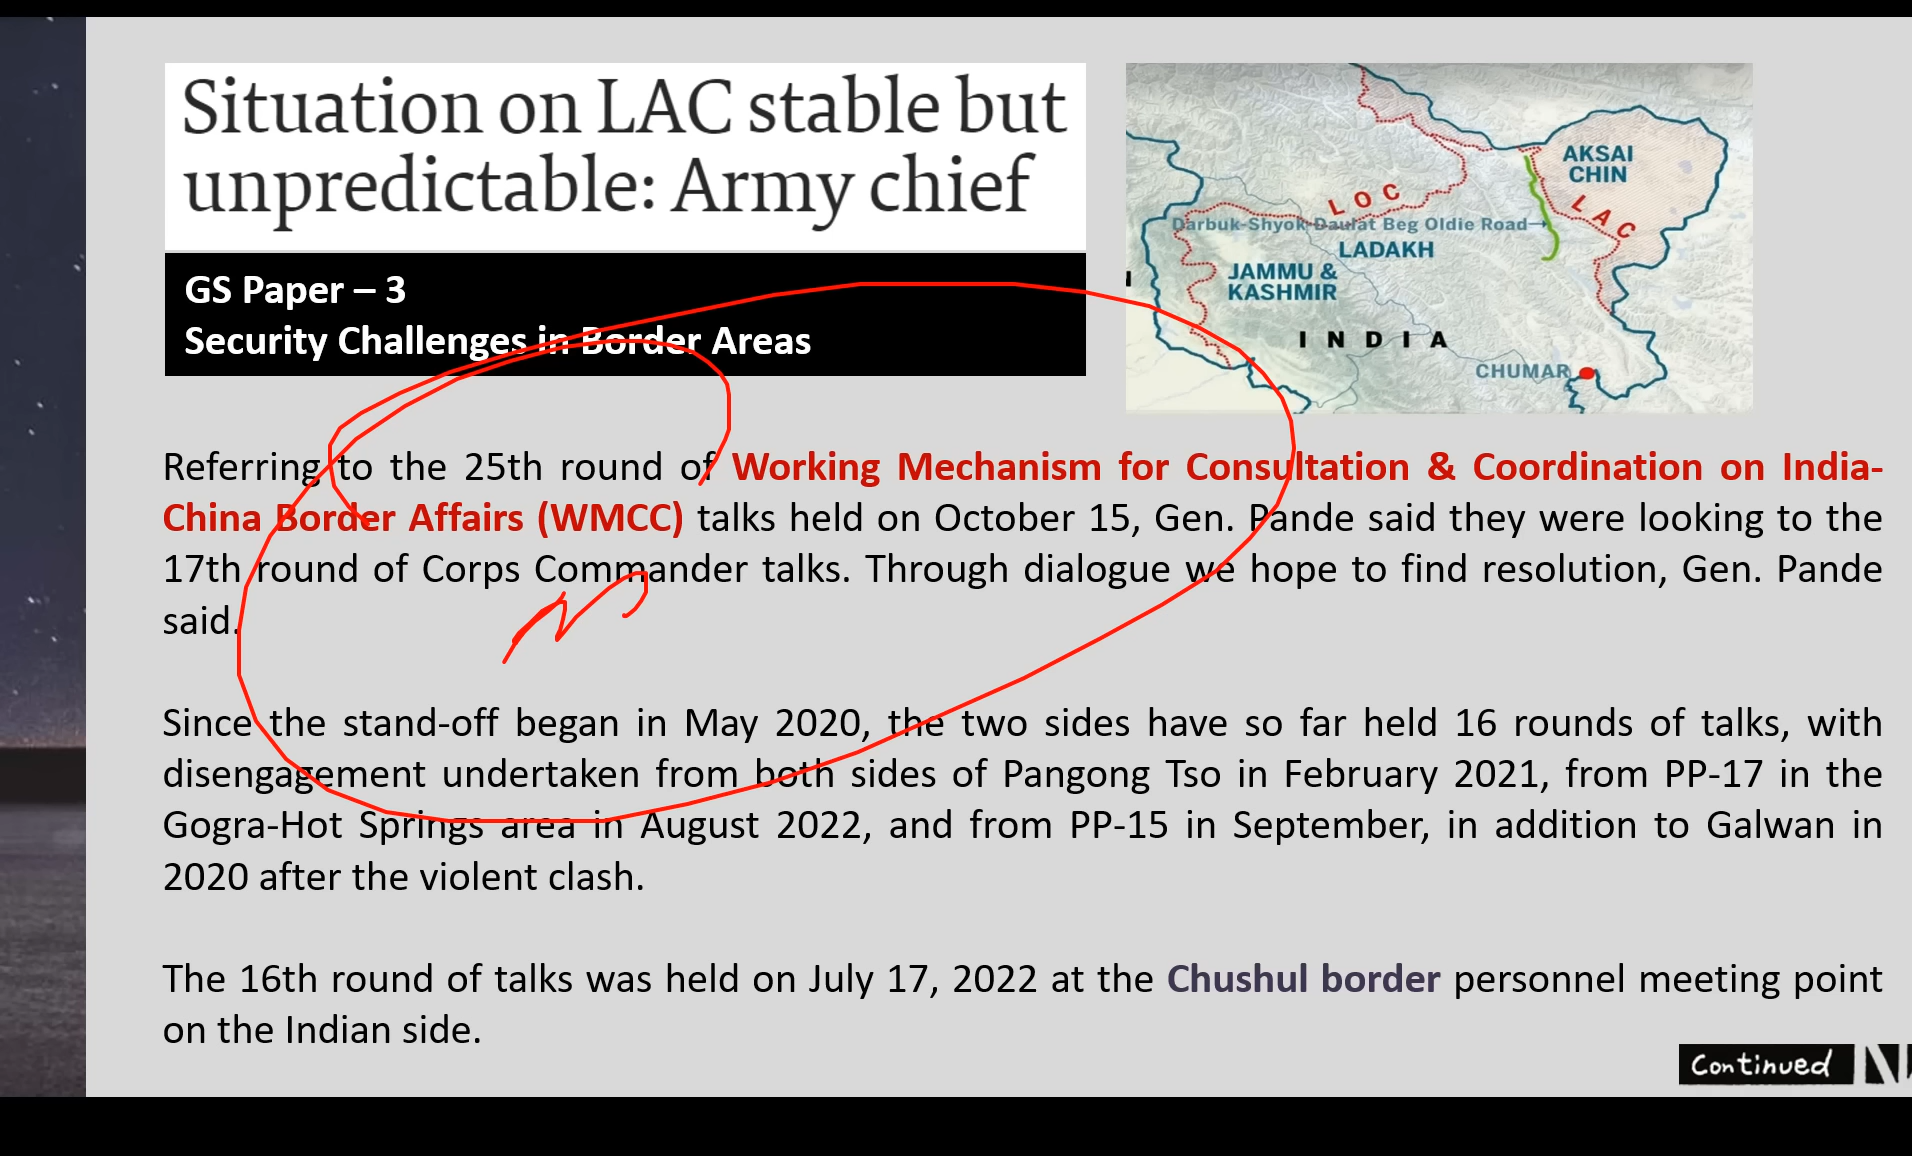 Situation on LAC stable but
unpredictable: Army chief
GS Paper – 3
Security Challenges in Border Areas
AKSAI
CHIN
LOC
LAC
Darbuk-Shyok-Daulat Beg Oldie Road
LADAKH
JAMMU &
KASHMIR
INDIA
CHUMAR
Referring to the 25th round of Working Mechanism for Consultation & Coordination on India-
China Border Affairs (WMCC) talks held on October 15, Gen. Pande said they were looking to the
17th round of Corps Commander talks. Through dialogue we hope to find resolution, Gen. Pande
said.
Since the stand-off began in May 2020, the two sides have so far held 16 rounds of talks, with
disengagement undertaken from both sides of Pangong Tso in February 2021, from PP-17 in the
Gogra-Hot Springs area in August 2022, and from PP-15 in September, in addition to Galwan in
2020 after the violent clash.
The 16th round of talks was held on July 17, 2022 at the Chushul border personnel meeting point
on the Indian side.
Continued